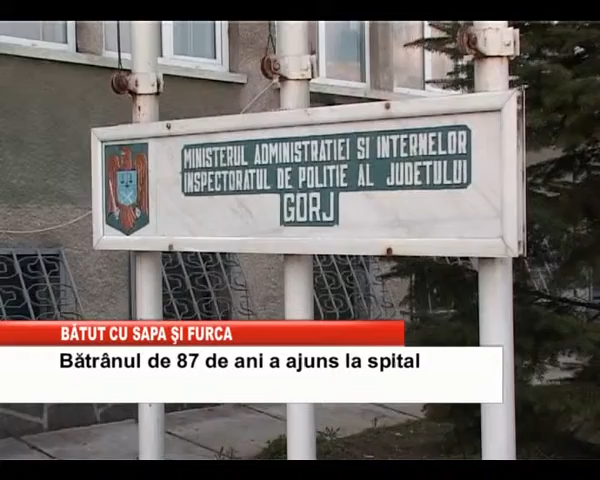 MINISTERUL ADMINISTRATIEI SI INTERNELOR
INSPECTORATUL DE POLITIE AL JUDETULUI
GORJ
BĂTUT CU SAPA ŞI FURCA
Bătrânul de 87 de ani a ajuns la spital